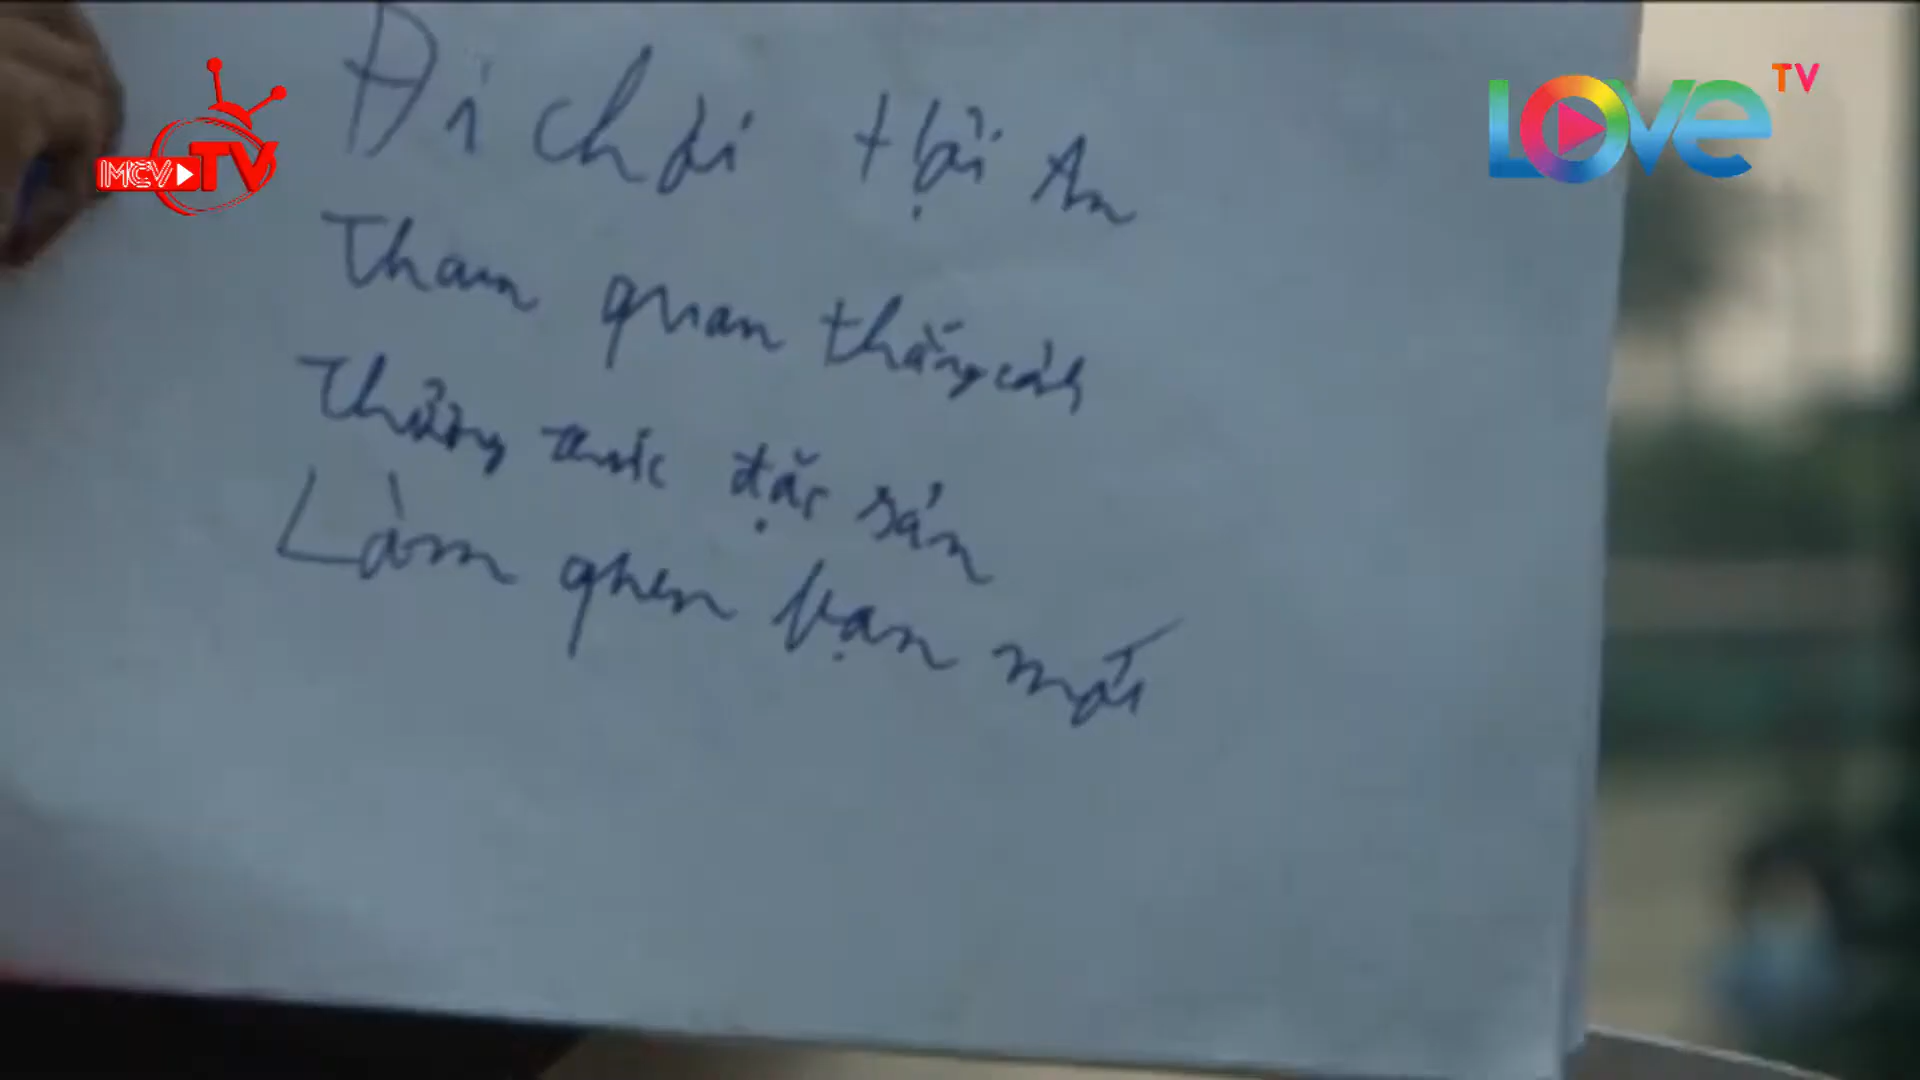 Đi chơi Hội An
Tham quan thắng cảnh
Thưởng thức đặc sản
Làm quen bạn mới
IMCV TV
LOVE TV